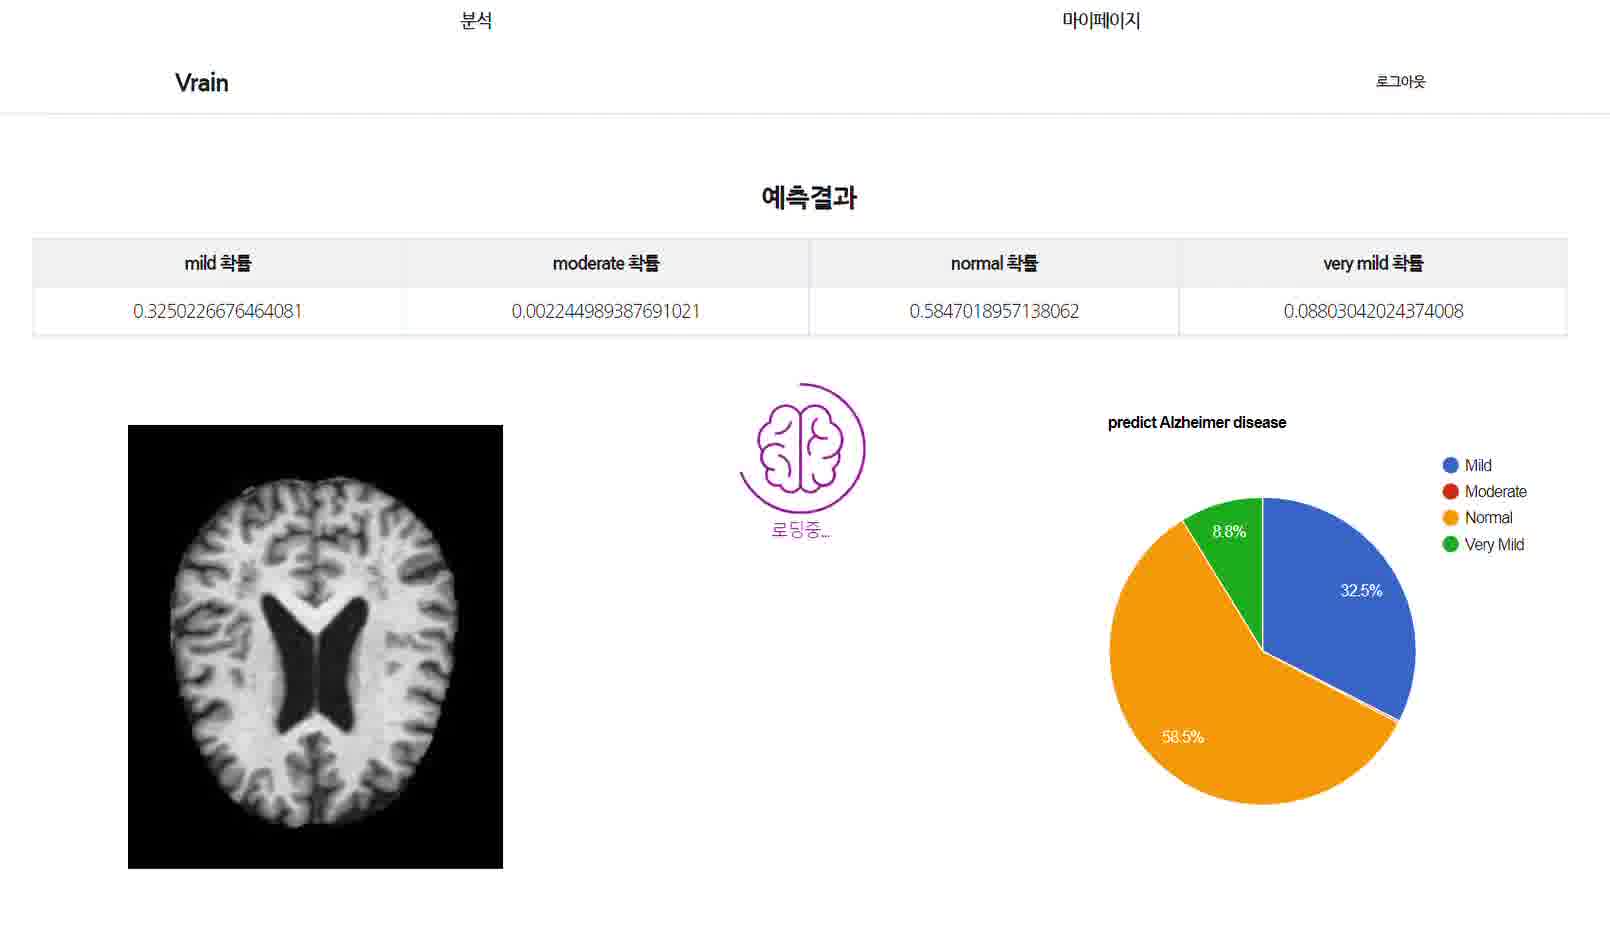 분석 마이페이지
Vrain 로그아웃
예측결과
mild 확률 moderate 확률 normal 확률 very mild 확률
0.3250226676464081 0.002244989387691021 0.5847018957138062 0.08803042024374008
로딩중...
predict Alzheimer disease
Mild
Moderate
Normal
Very Mild
8.8%
32.5%
58.5%